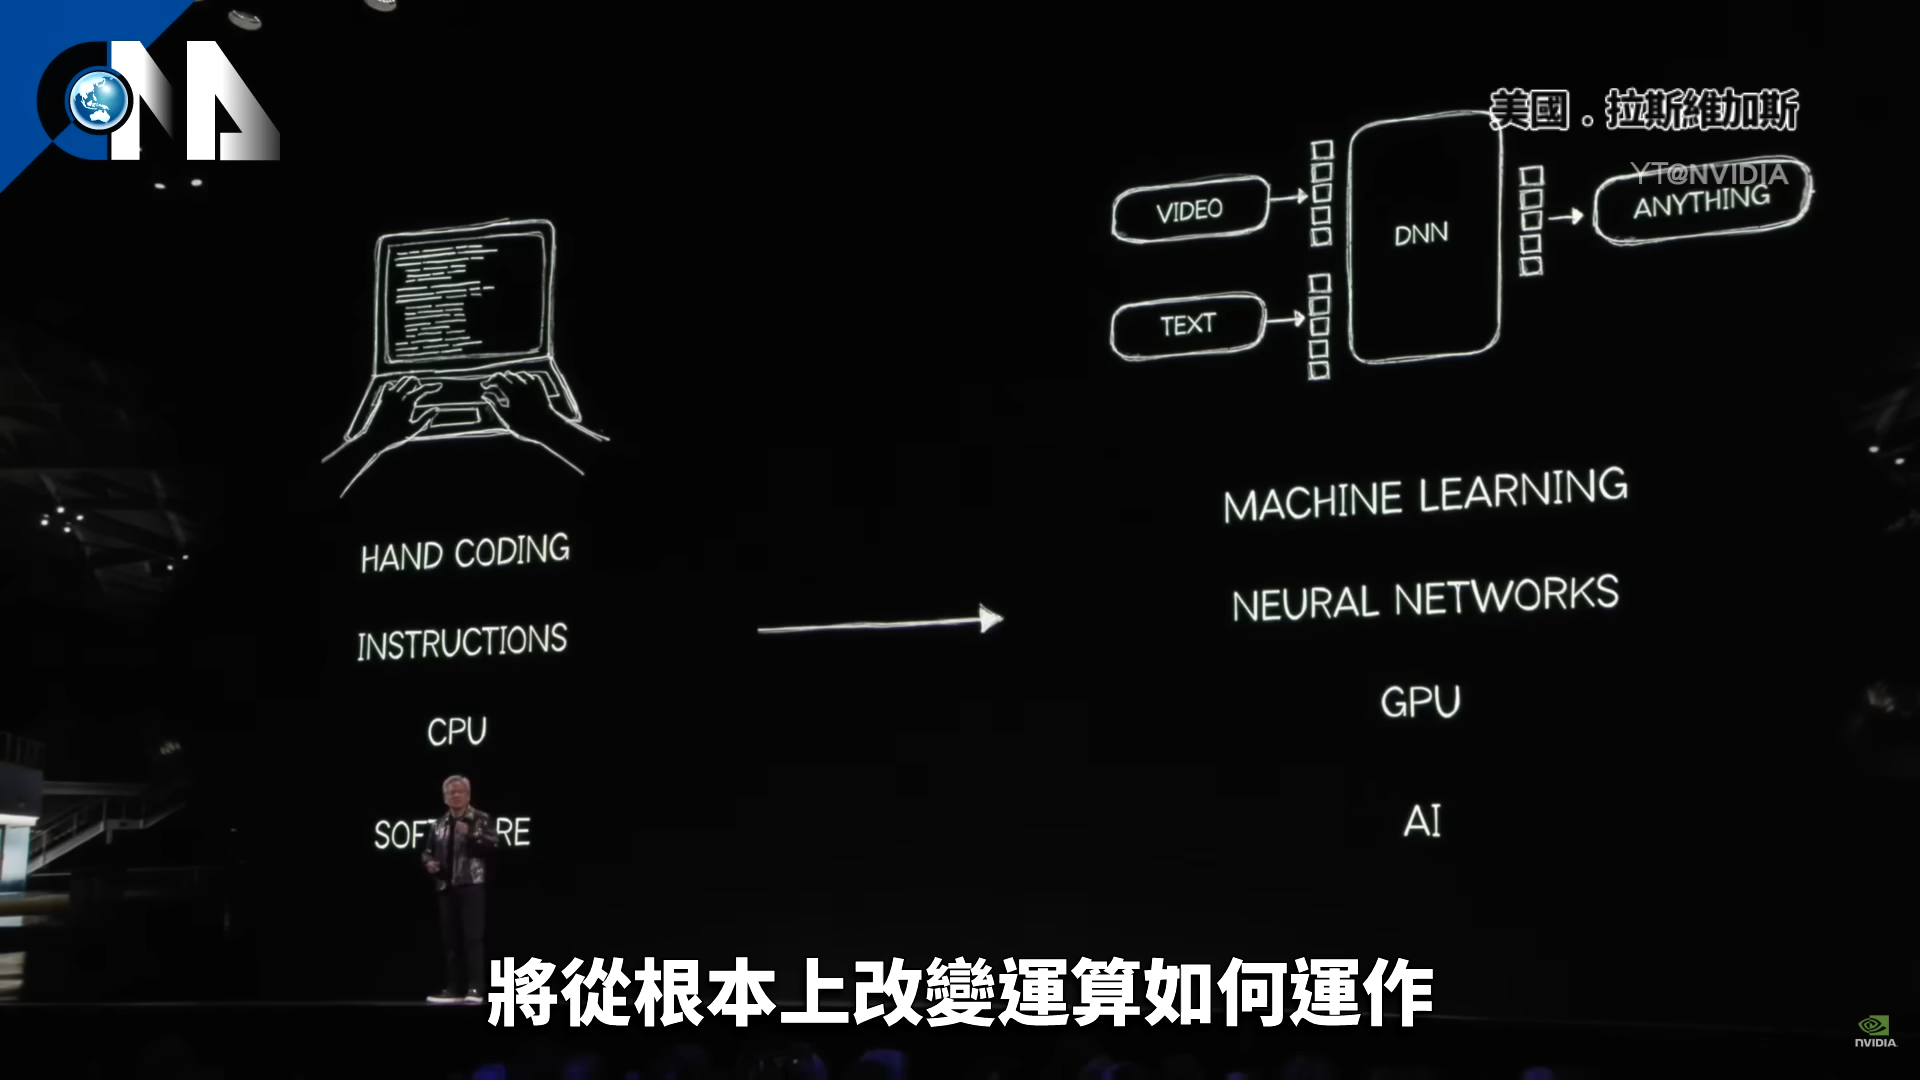 CNA
美國．拉斯維加斯
YT@NVIDIA
VIDEO
TEXT
DNN
ANYTHING
HAND CODING
INSTRUCTIONS
CPU
MACHINE LEARNING
NEURAL NETWORKS
GPU
AI
將從根本上改變運算如何運作
NVIDIA